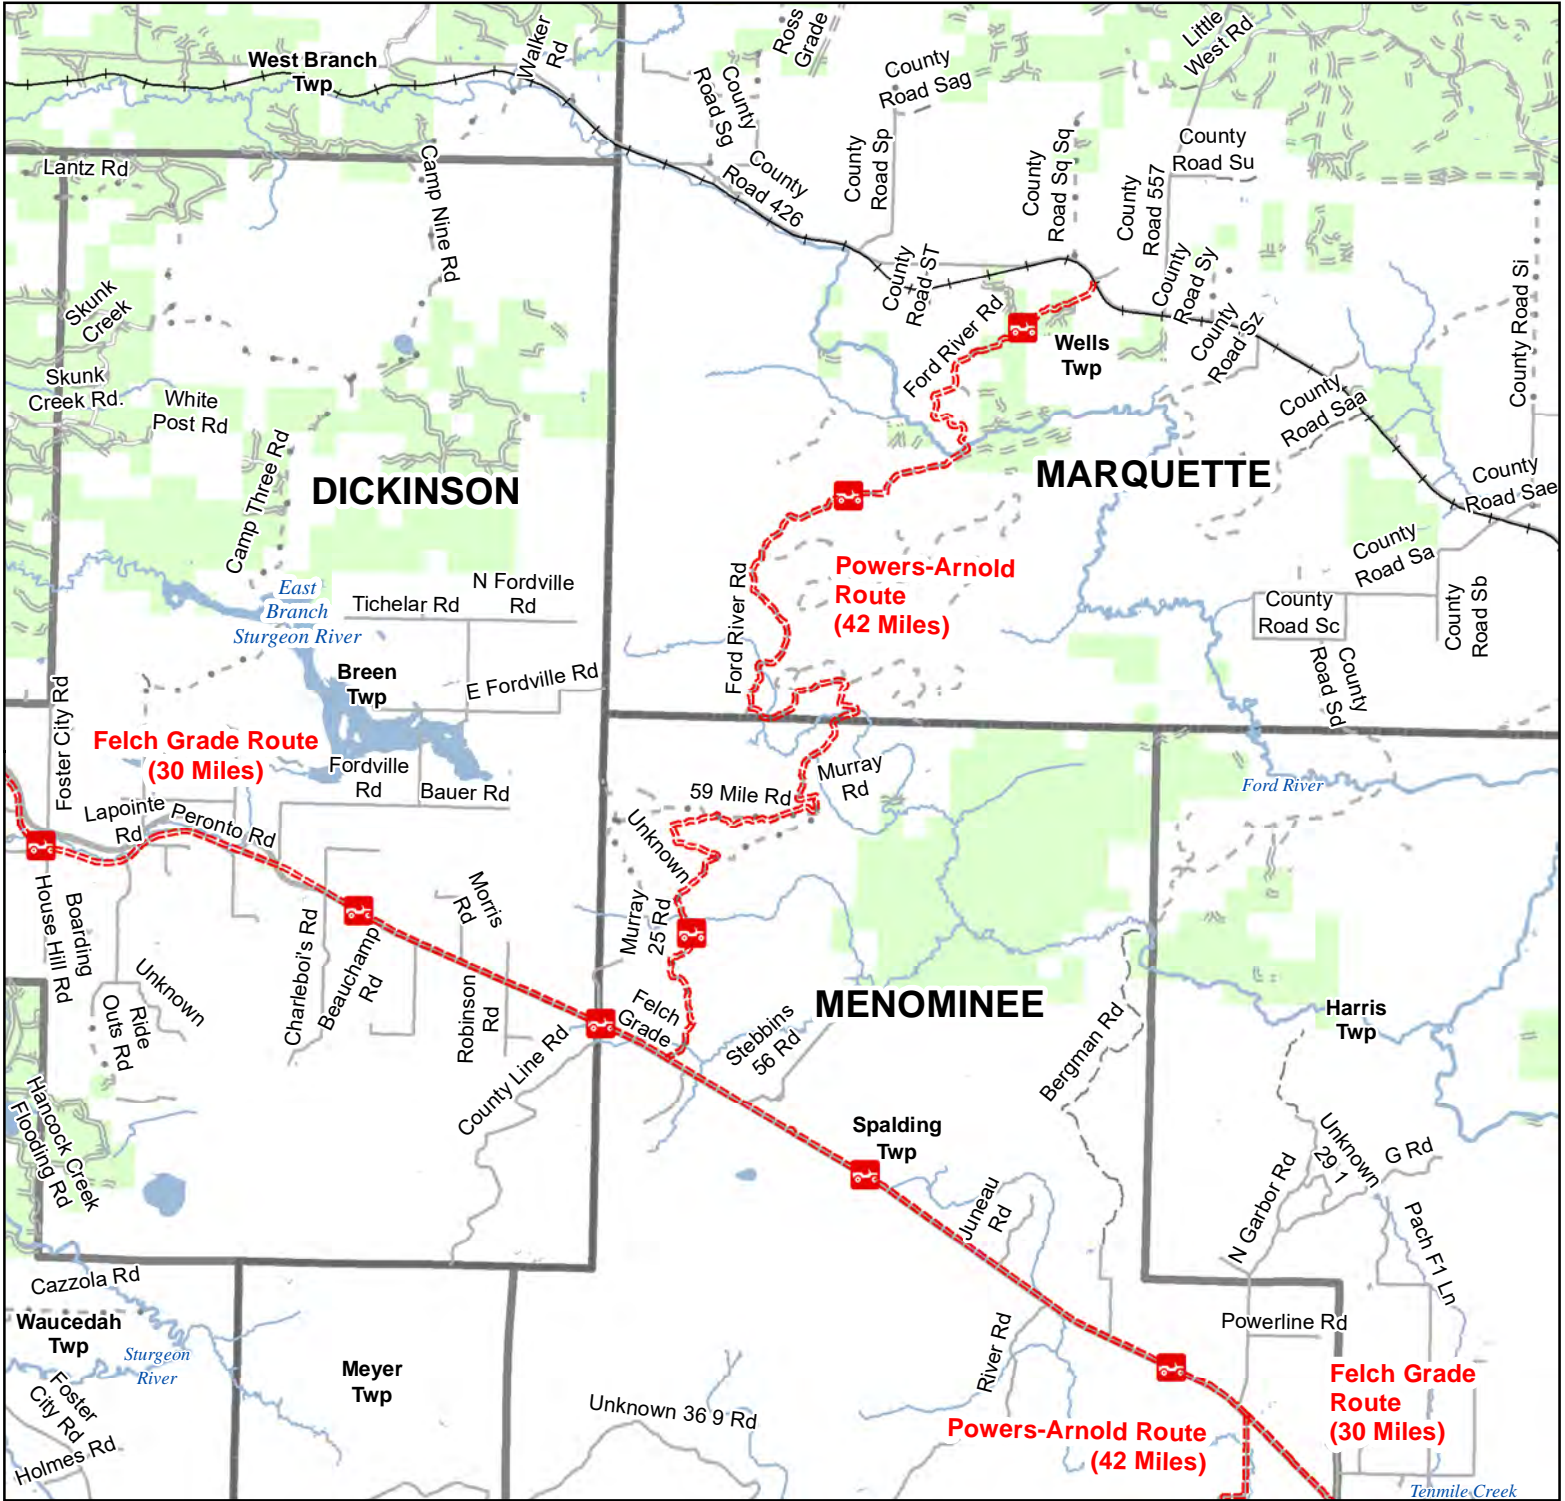 West Branch
Twp
Walker
Rd
Ross
Grade
Little
West Rd
County
Road Sg
County
Road Sag
County
Road 426
County
Road Sp
County
Road Sq Sq
County
Road 557
County
Road Su
Lantz Rd
Camp Nine Rd
County
Road ST
County
Road Sy
County
Road Sz
County Road Si
Skunk
Creek
Ford River Rd
Wells
Twp
Skunk
Creek Rd.
White
Post Rd
County
Road Saa
Camp Three Rd
DICKINSON
MARQUETTE
County
Road Sae
County
Road Sa
County
Road Sb
East
Branch
Sturgeon River
Tichelar Rd
N Fordville
Rd
Ford River Rd
Powers-Arnold
Route
(42 Miles)
County
Road Sc
County
Road Sd
Breen
Twp
E Fordville Rd
Foster City Rd
Felch Grade Route
(30 Miles)
Fordville
Rd
Bauer Rd
59 Mile Rd
Murray
Rd
Ford River
Lapointe
Rd
Peronto Rd
Unknown
Boarding
House Hill Rd
Morris
Rd
Murray
25 Rd
Charleboi's Rd
Beauchamp
Rd
Unknown
Ride
Outs Rd
Robinson
Rd
Felch
Grade
Stebbins
56 Rd
MENOMINEE
Bergman Rd
Harris
Twp
County Line Rd
Hancock Creek
Flooding Rd
Spalding
Twp
Unknown
29 1
G Rd
Juneau
Rd
N Garbor Rd
Pach F1 Ln
Cazzola Rd
Waucedah
Twp
Sturgeon
River
Meyer
Twp
River Rd
Powerline Rd
Foster
City Rd
Holmes Rd
Unknown 36 9 Rd
Powers-Arnold Route
(42 Miles)
Felch Grade
Route
(30 Miles)
Tenmile Creek